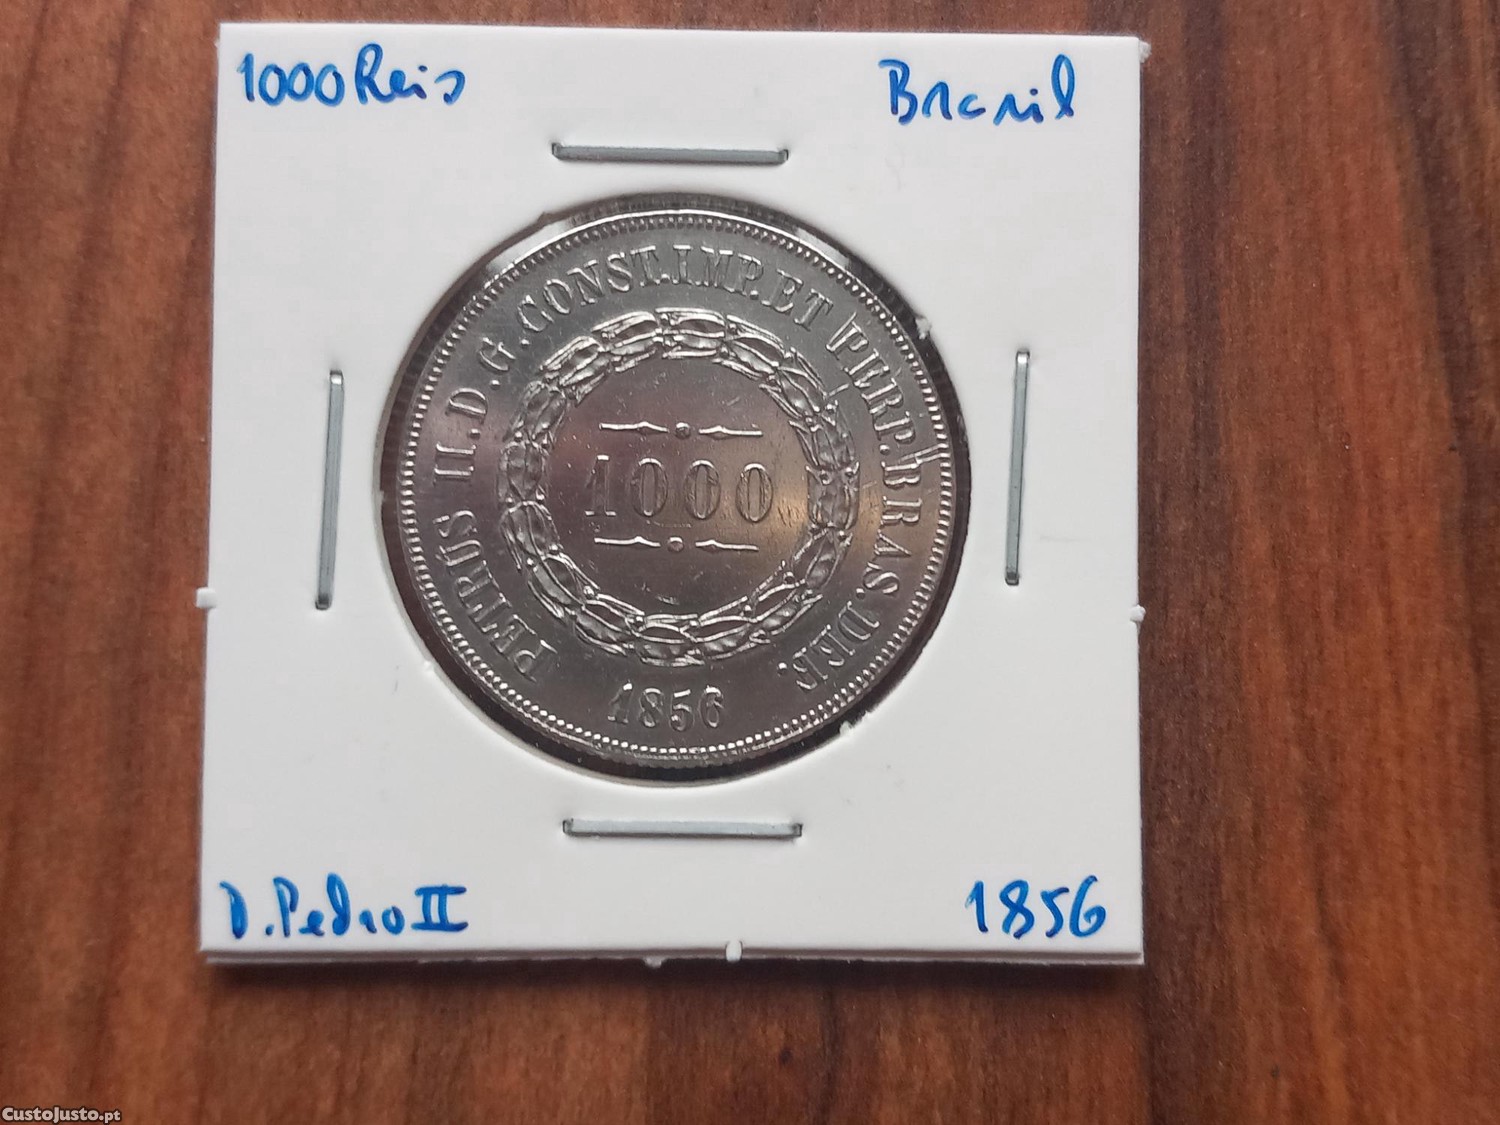 1000 Reis
Brasil
PETRUS II.D.G.CONST.IMP.ET PERP.BRAS.DEF.
1000
1856
D. Pedro II
1856
CustoJusto.pt